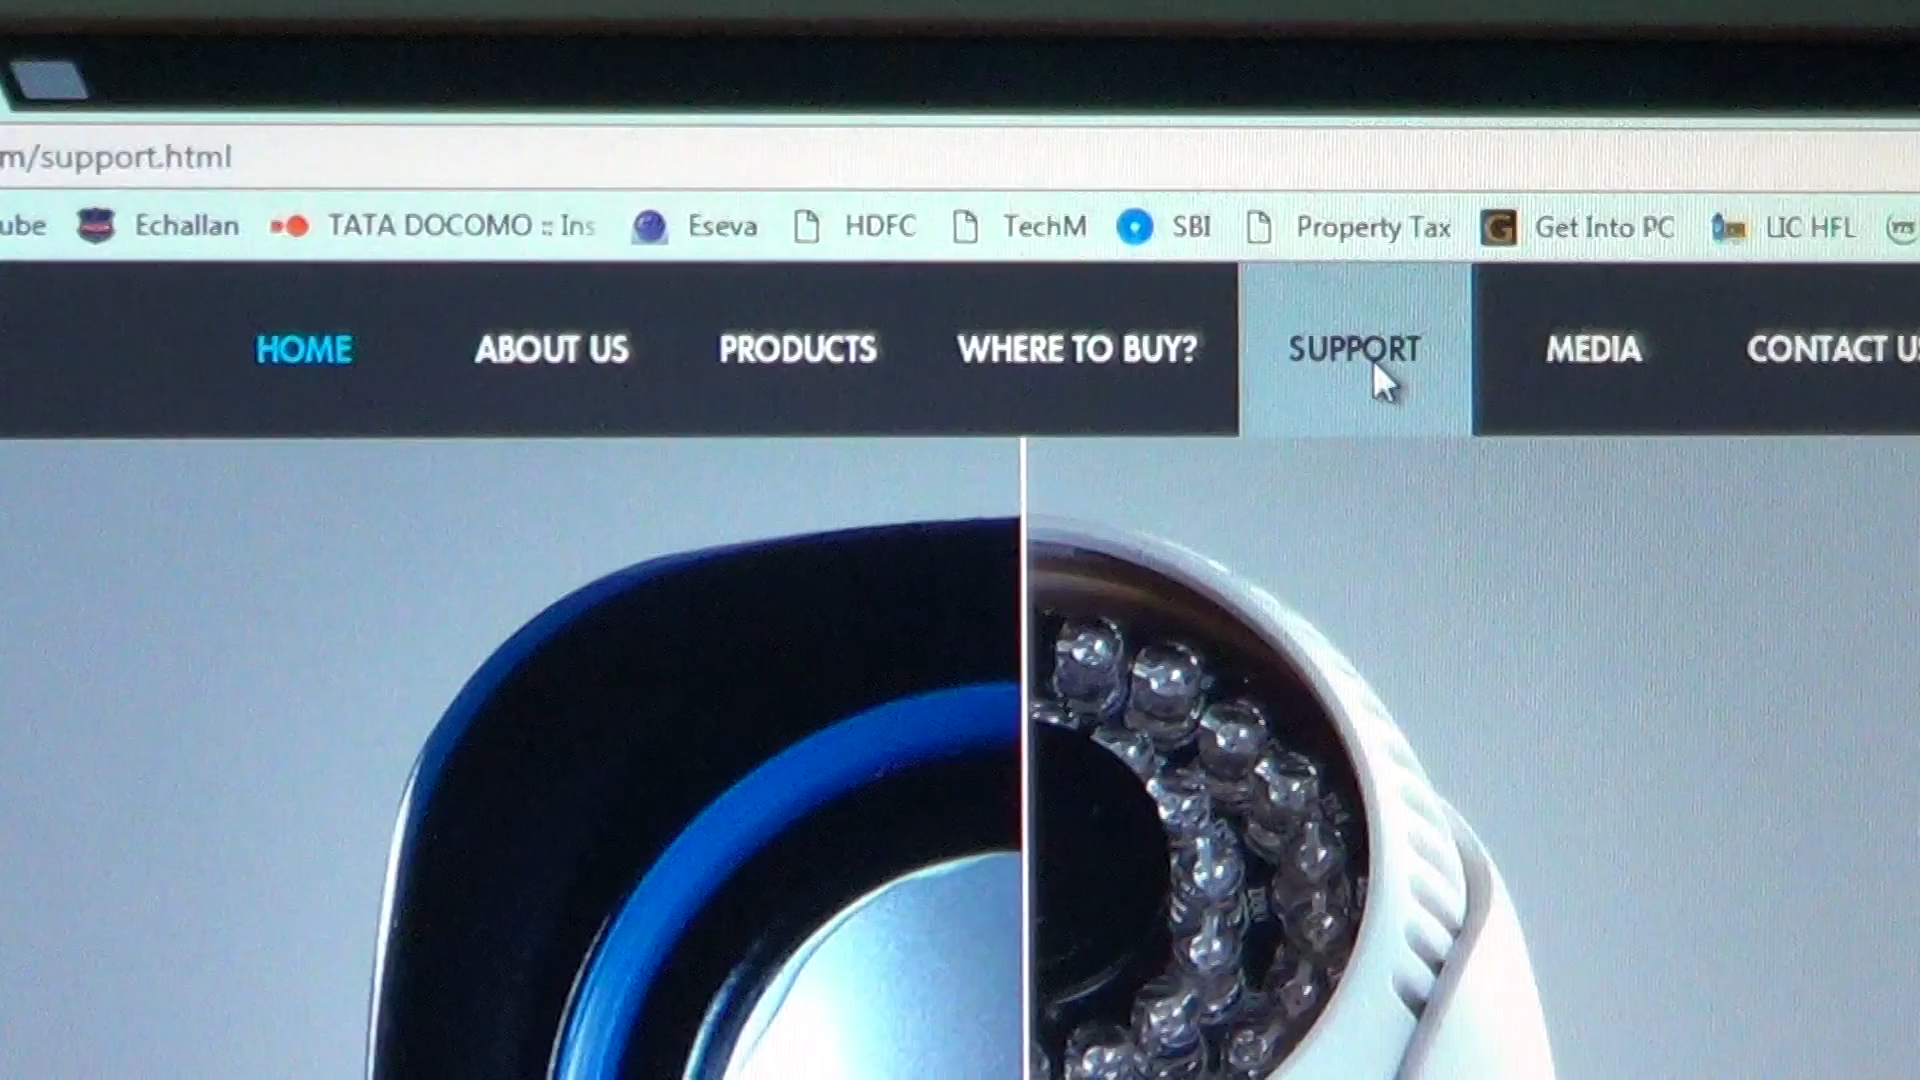 m/support.html
ube Echallan TATA DOCOMO :: Ins Eseva HDFC TechM SBI Property Tax Get Into PC LIC HFL
HOME ABOUT US PRODUCTS WHERE TO BUY? SUPPORT MEDIA CONTACT US